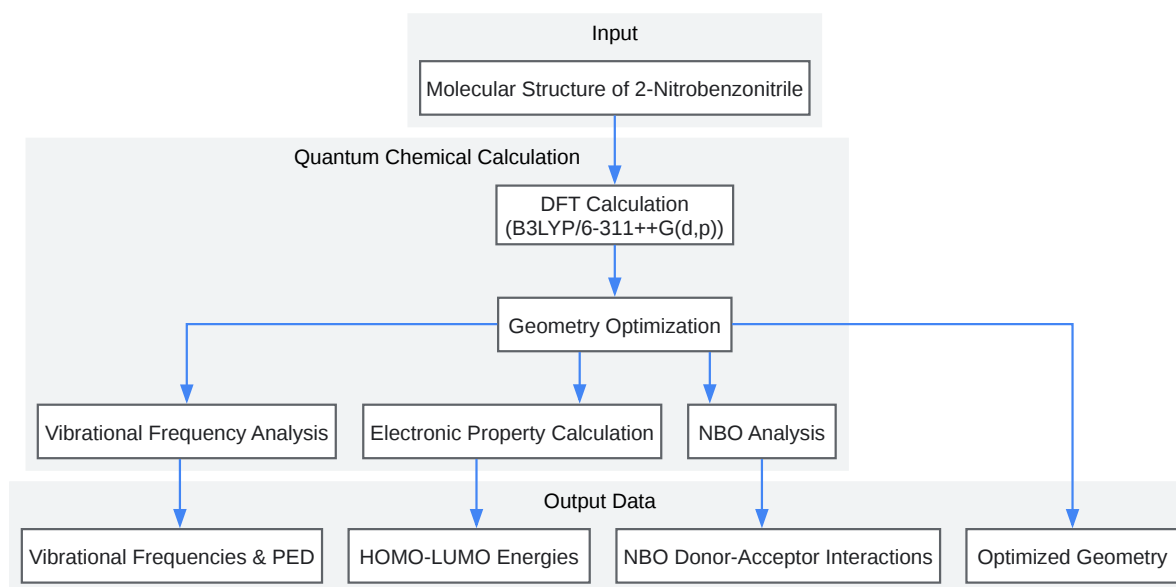 Input
Molecular Structure of 2-Nitrobenzonitrile
Quantum Chemical Calculation
DFT Calculation
(B3LYP/6-311++G(d,p))
Geometry Optimization
Vibrational Frequency Analysis
Electronic Property Calculation
NBO Analysis
Output Data
Vibrational Frequencies & PED
HOMO-LUMO Energies
NBO Donor-Acceptor Interactions
Optimized Geometry